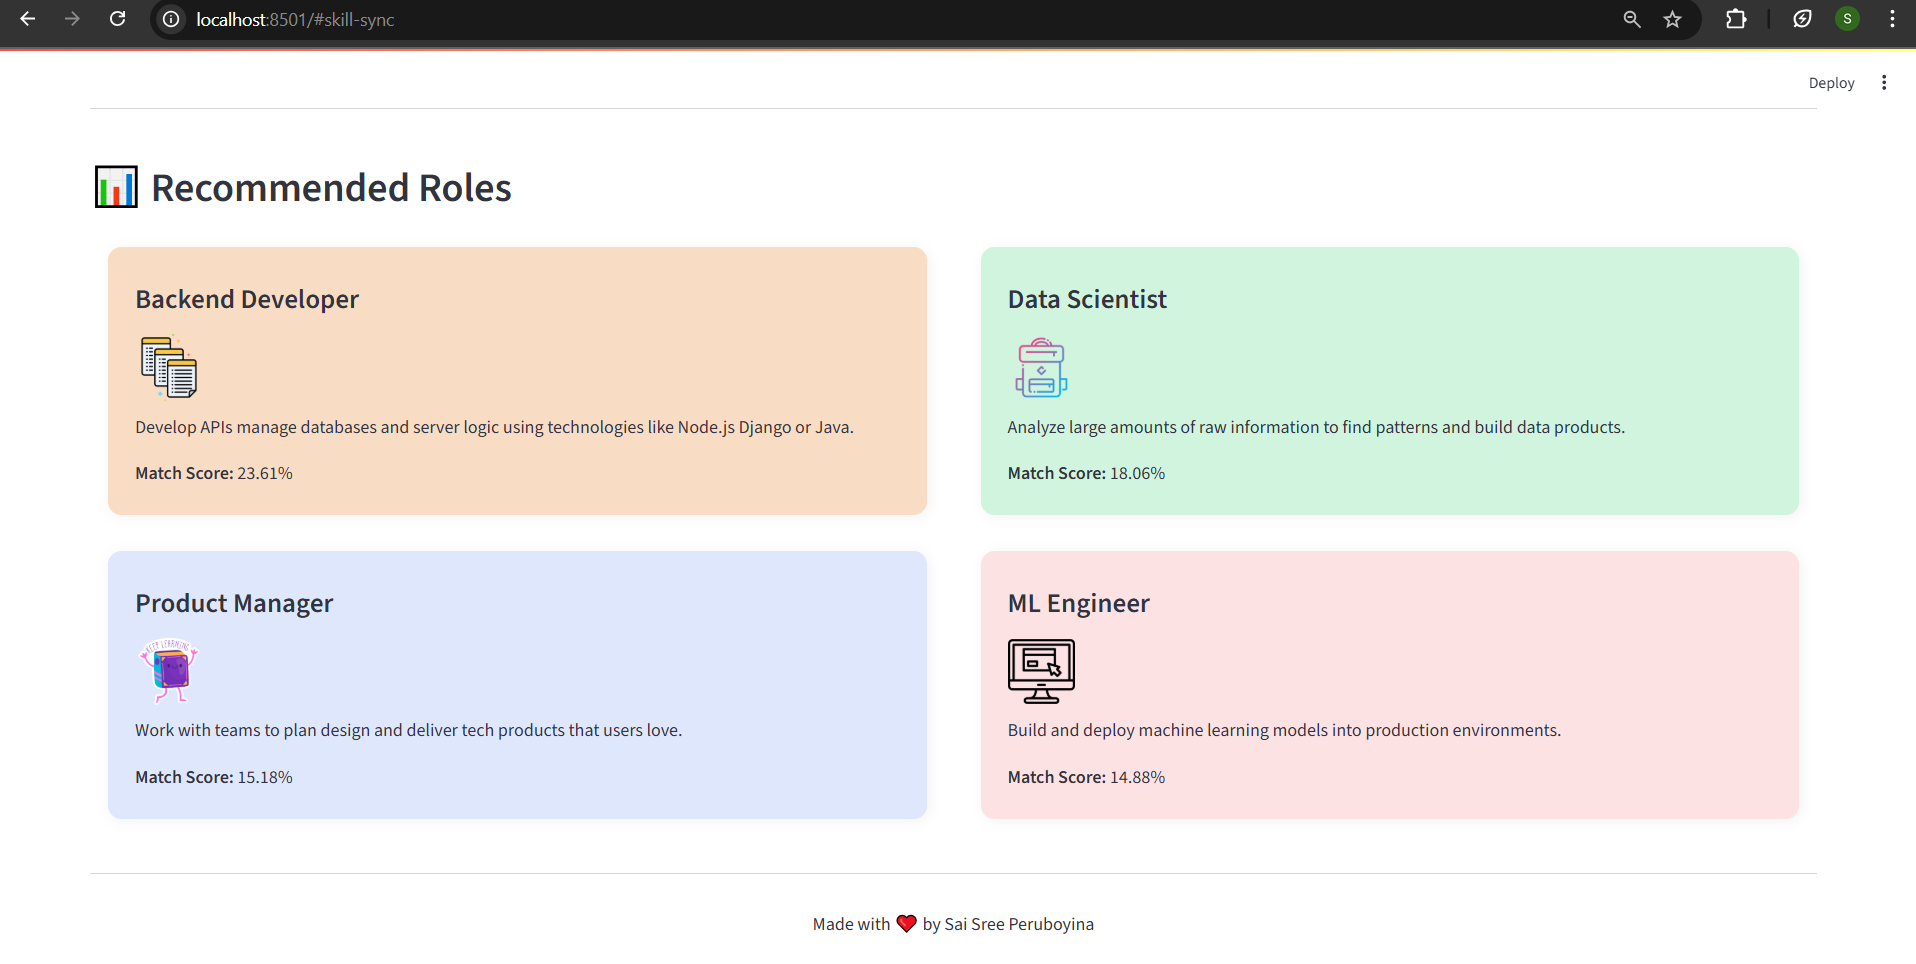 localhost:8501/#skill-sync
S
Deploy
Recommended Roles
Backend Developer
Develop APIs manage databases and server logic using technologies like Node.js Django or Java.
Match Score: 23.61%
Data Scientist
Analyze large amounts of raw information to find patterns and build data products.
Match Score: 18.06%
Product Manager
KEEP LEARNING
Work with teams to plan design and deliver tech products that users love.
Match Score: 15.18%
ML Engineer
Build and deploy machine learning models into production environments.
Match Score: 14.88%
Made with ❤️ by Sai Sree Peruboyina